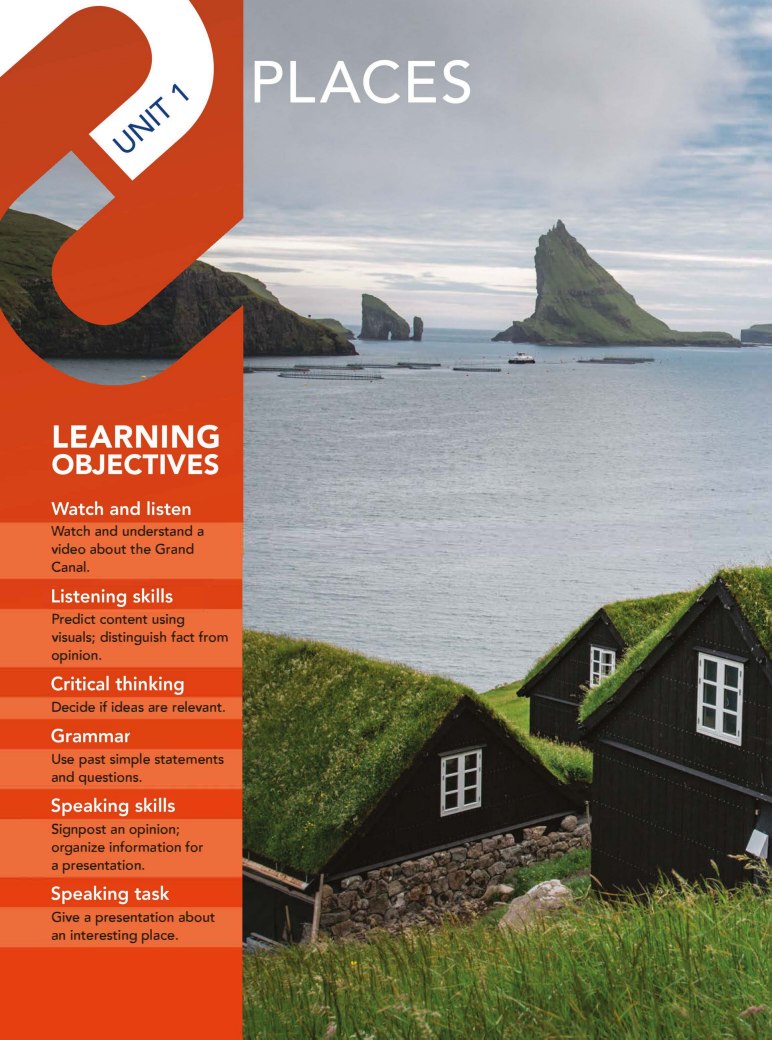 UNIT 1
PLACES
LEARNING
OBJECTIVES
Watch and listen
Watch and understand a
video about the Grand
Canal.
Listening skills
Predict content using
visuals; distinguish fact from
opinion.
Critical thinking
Decide if ideas are relevant.
Grammar
Use past simple statements
and questions.
Speaking skills
Signpost an opinion;
organize information for
a presentation.
Speaking task
Give a presentation about
an interesting place.